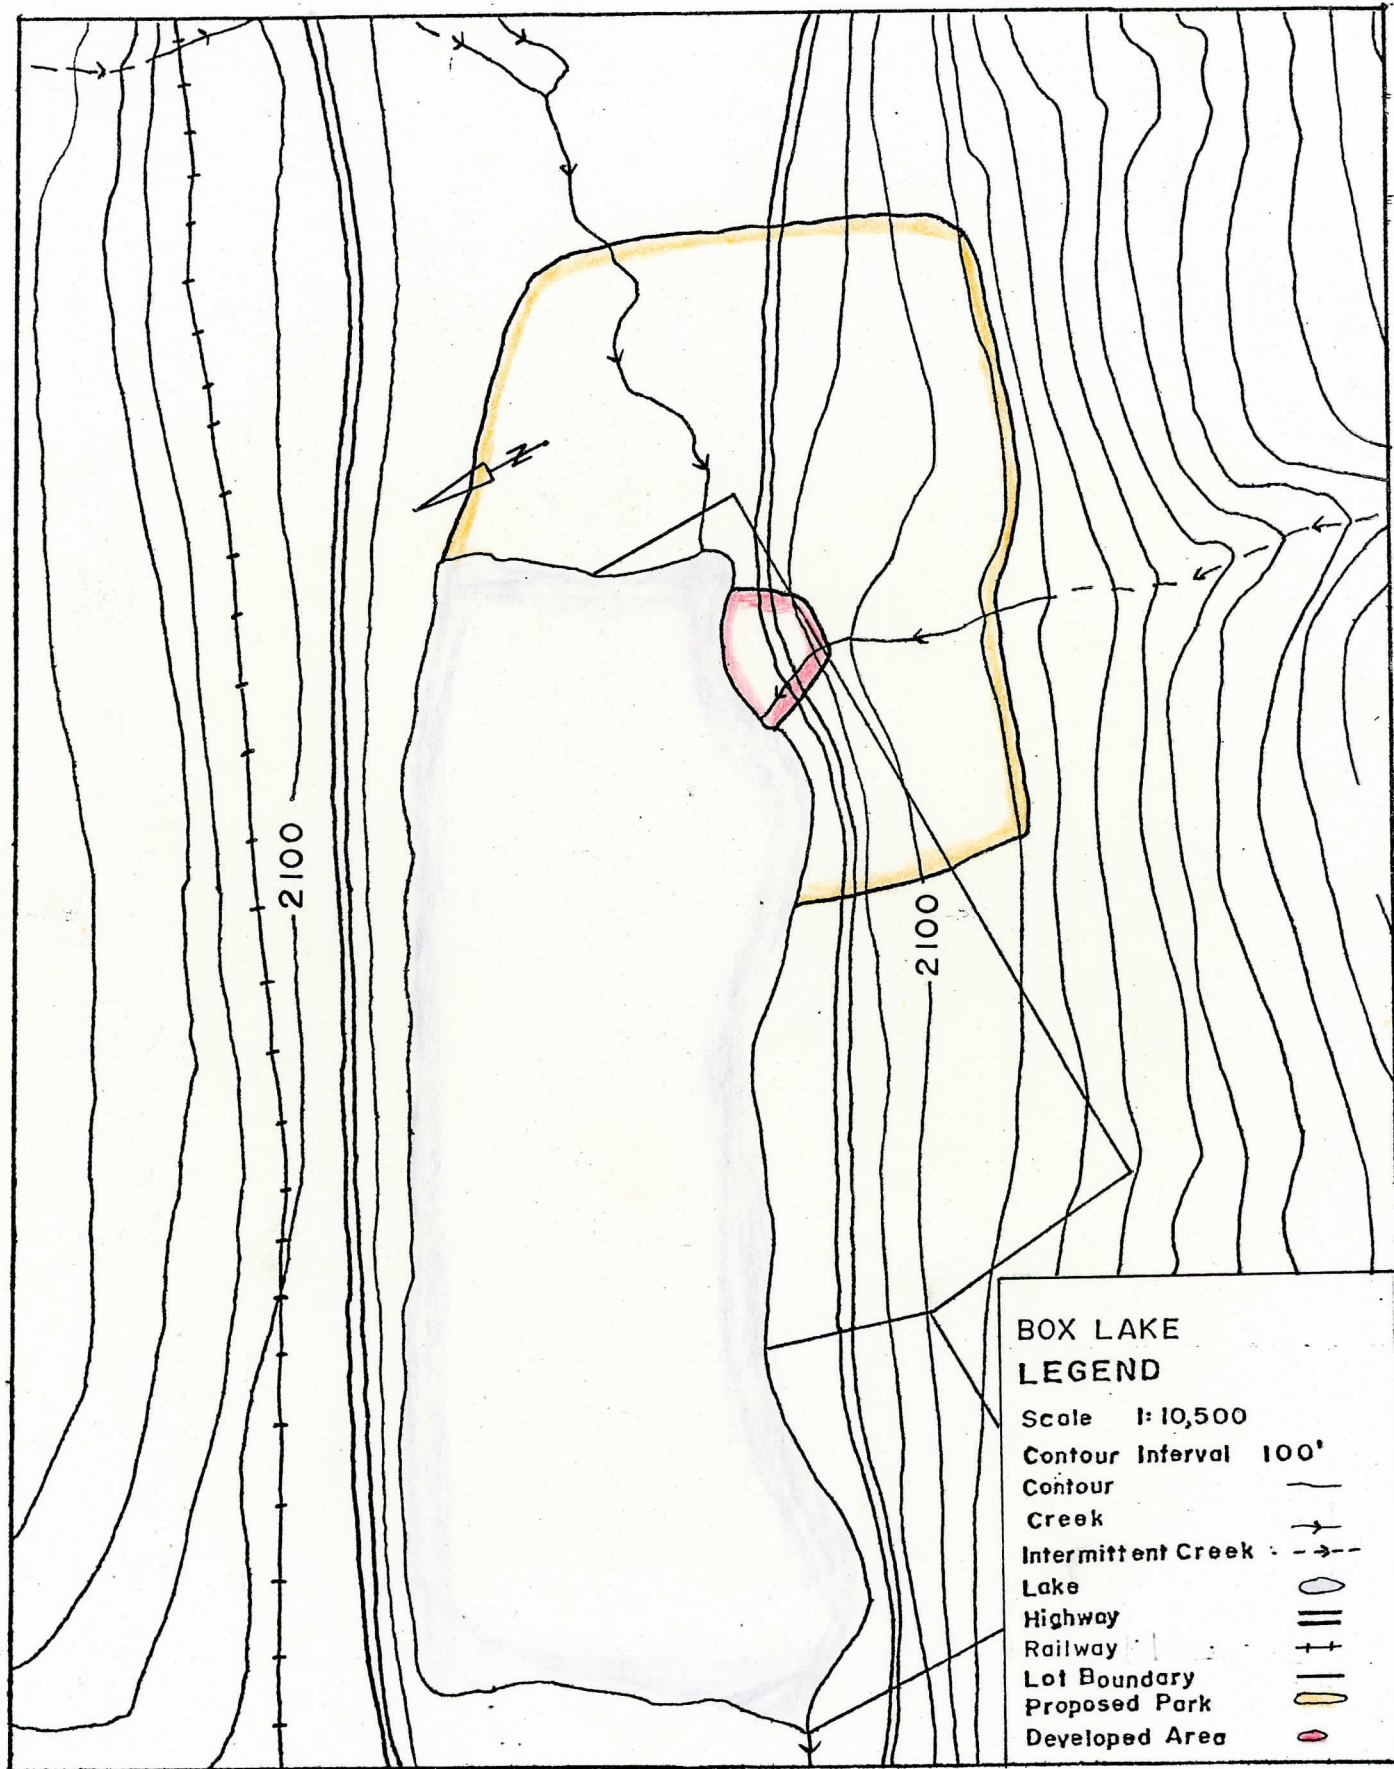 N
2100
2100
BOX LAKE
LEGEND
Scale 1:10,500
Contour Interval 100'
Contour
Creek
Intermittent Creek
Lake
Highway
Railway
Lot Boundary
Proposed Park
Developed Area